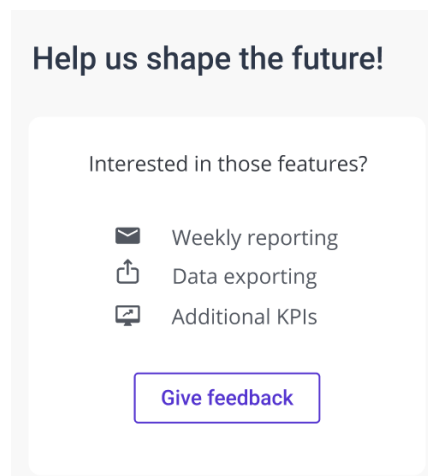 Help us shape the future!
Interested in those features?
Weekly reporting
Data exporting
Additional KPIs
Give feedback